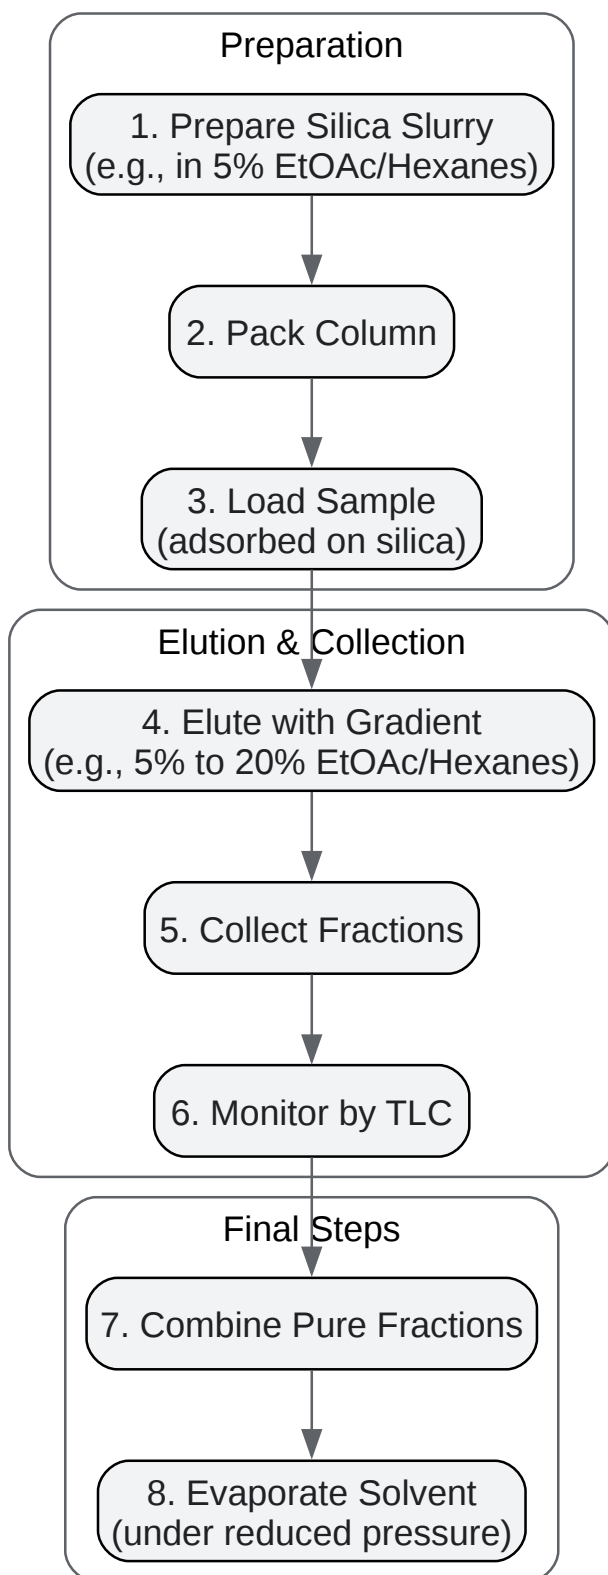 Preparation
1. Prepare Silica Slurry
(e.g., in 5% EtOAc/Hexanes)
2. Pack Column
3. Load Sample
(adsorbed on silica)
Elution & Collection
4. Elute with Gradient
(e.g., 5% to 20% EtOAc/Hexanes)
5. Collect Fractions
6. Monitor by TLC
Final Steps
7. Combine Pure Fractions
8. Evaporate Solvent
(under reduced pressure)